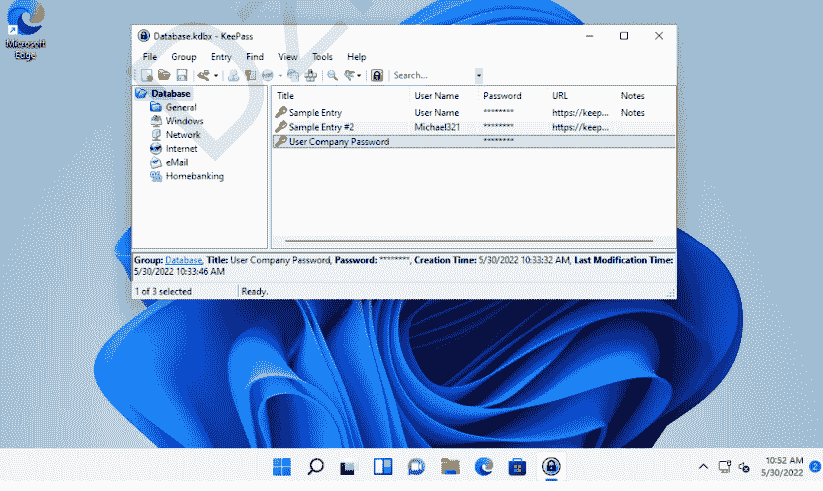 Microsoft
Edge
Database.kdbx - KeePass
File Group Entry Find View Tools Help
Search...
Database
General
Windows
Network
Internet
eMail
Homebanking
Title User Name Password URL Notes
Sample Entry User Name ******** https://keep... Notes
Sample Entry #2 Michael321 ******** https://keep...
User Company Password ********
Group: Database, Title: User Company Password, Password: ********, Creation Time: 5/30/2022 10:33:32 AM, Last Modification Time:
5/30/2022 10:33:46 AM
1 of 3 selected Ready.
10:52 AM
5/30/2022
2